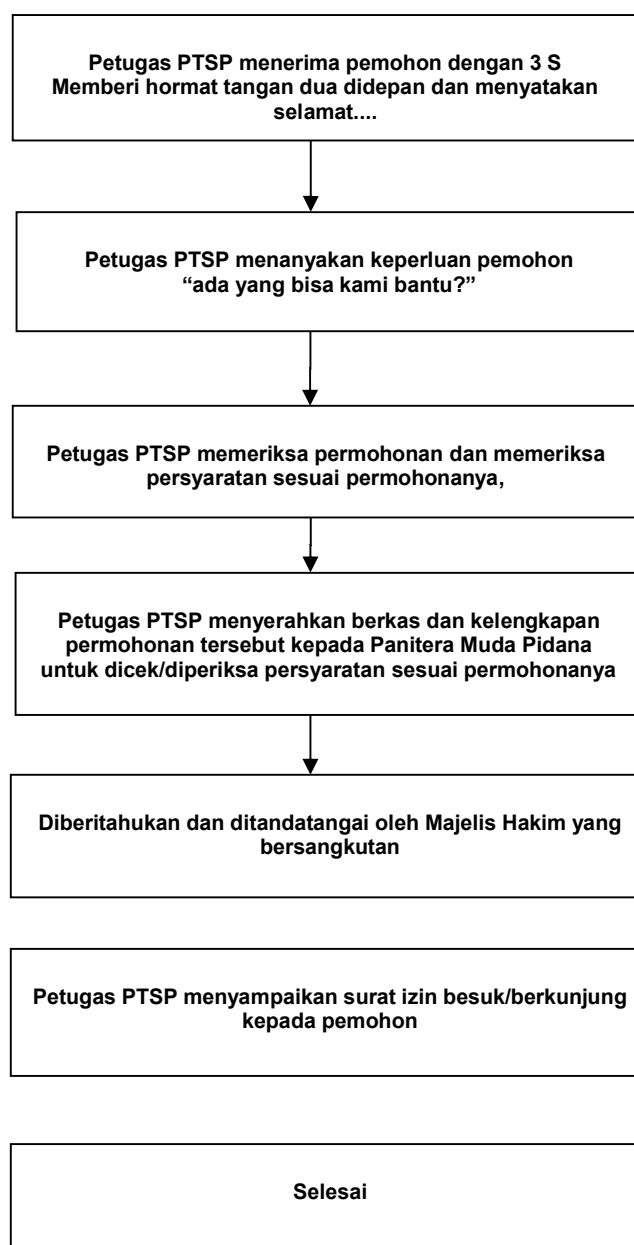 Petugas PTSP menerima pemohon dengan 3 S
Memberi hormat tangan dua didepan dan menyatakan
selamat....
Petugas PTSP menanyakan keperluan pemohon
“ada yang bisa kami bantu?”
Petugas PTSP memeriksa permohonan dan memeriksa
persyaratan sesuai permohonanya,
Petugas PTSP menyerahkan berkas dan kelengkapan
permohonan tersebut kepada Panitera Muda Pidana
untuk dicek/diperiksa persyaratan sesuai permohonanya
Diberitahukan dan ditandatangai oleh Majelis Hakim yang
bersangkutan
Petugas PTSP menyampaikan surat izin besuk/berkunjung
kepada pemohon
Selesai